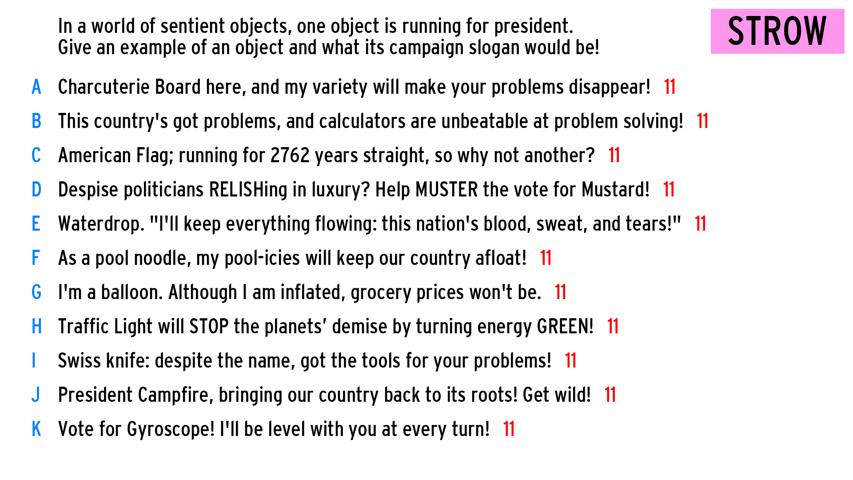 In a world of sentient objects, one object is running for president.
Give an example of an object and what its campaign slogan would be!
STROW
A Charcuterie Board here, and my variety will make your problems disappear! 11
B This country's got problems, and calculators are unbeatable at problem solving! 11
C American Flag; running for 2762 years straight, so why not another? 11
D Despise politicians RELISHing in luxury? Help MUSTER the vote for Mustard! 11
E Waterdrop. "I'll keep everything flowing: this nation's blood, sweat, and tears!" 11
F As a pool noodle, my pool-icies will keep our country afloat! 11
G I'm a balloon. Although I am inflated, grocery prices won't be. 11
H Traffic Light will STOP the planets’ demise by turning energy GREEN! 11
I Swiss knife: despite the name, got the tools for your problems! 11
J President Campfire, bringing our country back to its roots! Get wild! 11
K Vote for Gyroscope! I'll be level with you at every turn! 11